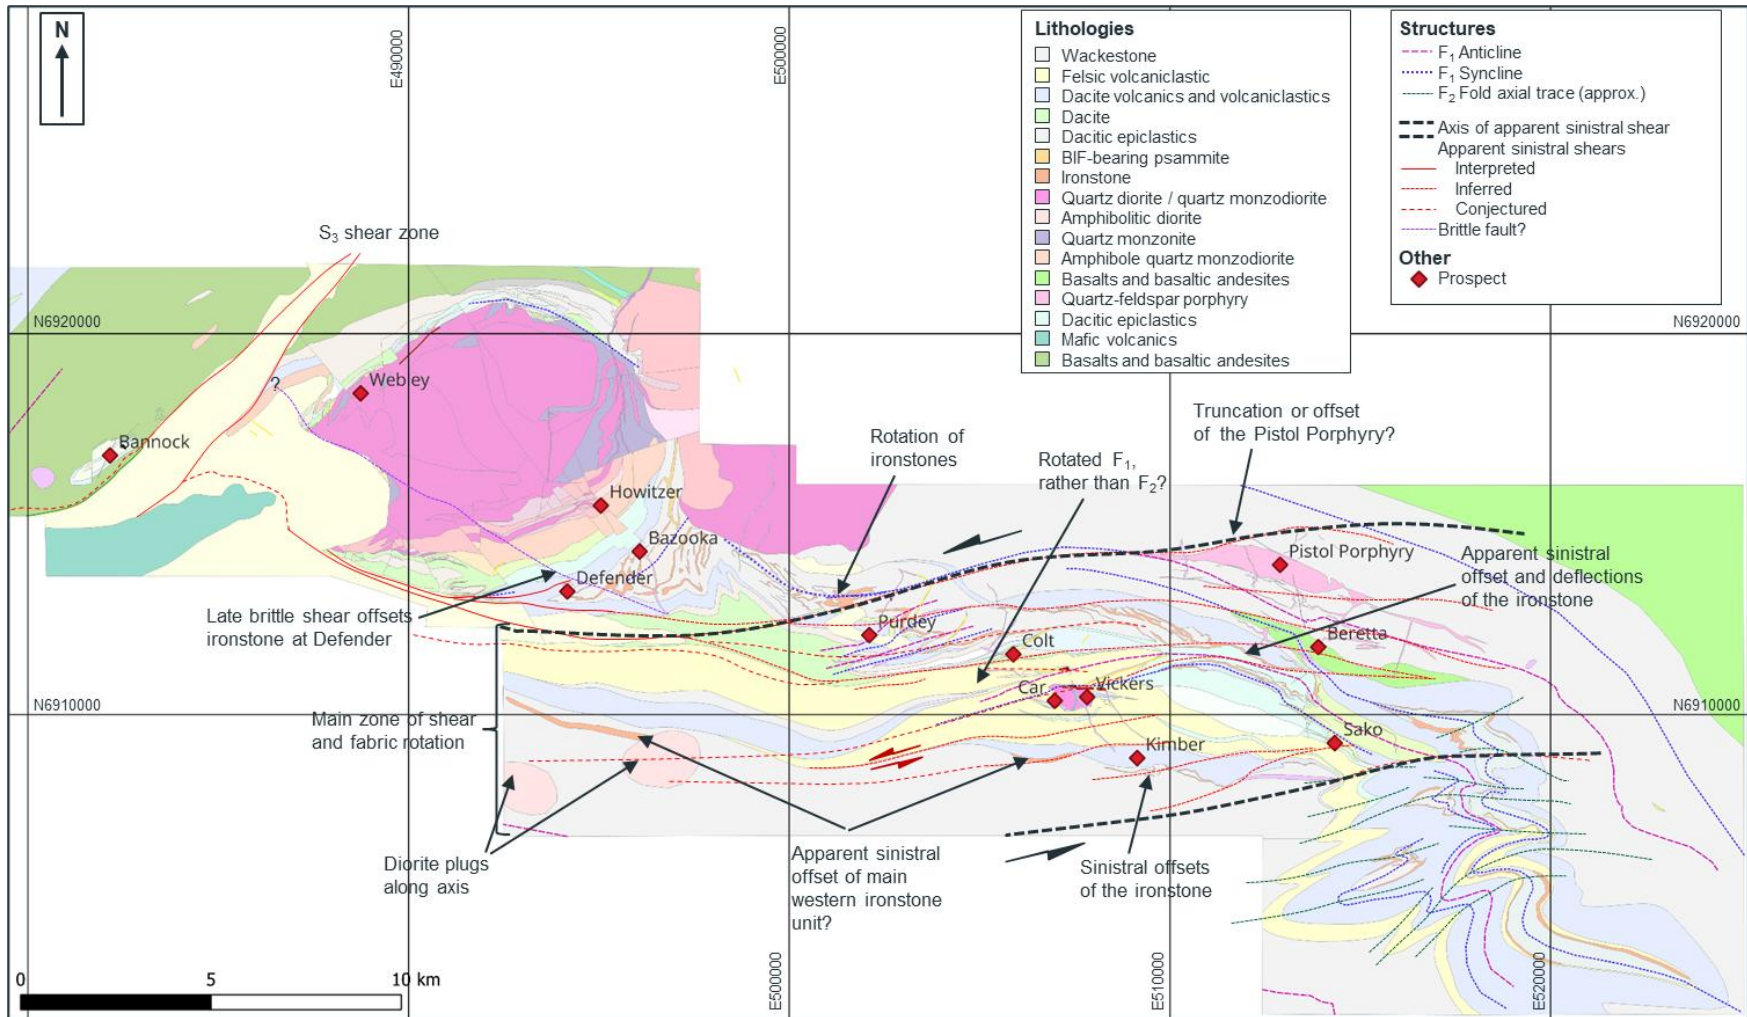 N
E490000
E500000
Lithologies
Wackestone
Felsic volcaniclastic
Dacite volcanics and volcaniclastics
Dacite
Dacitic epiclastics
BIF-bearing psammite
Ironstone
Quartz diorite / quartz monzodiorite
Amphibolitic diorite
Quartz monzonite
Amphibole quartz monzodiorite
Basalts and basaltic andesites
Quartz-feldspar porphyry
Dacitic epiclastics
Mafic volcanics
Basalts and basaltic andesites
Structures
F1 Anticline
F1 Syncline
F2 Fold axial trace (approx.)
Axis of apparent sinistral shear
Apparent sinistral shears
Interpreted
Inferred
Conjectured
Brittle fault?
Other
Prospect
S3 shear zone
N6920000
N6920000
?
Webley
Bannock
Howitzer
Bazooka
Defender
Rotation of
ironstones
Rotated F1,
rather than F2?
Truncation or offset
of the Pistol Porphyry?
Pistol Porphyry
Apparent sinistral
offset and deflections
of the ironstone
Late brittle shear offsets
ironstone at Defender
Purdey
Colt
Beretta
Car
Vickers
Main zone of shear
and fabric rotation
N6910000
N6910000
Sako
Kimber
Diorite plugs
along axis
Apparent sinistral
offset of main
western ironstone
unit?
Sinistral offsets
of the ironstone
0
5
10 km
E500000
E510000
E520000